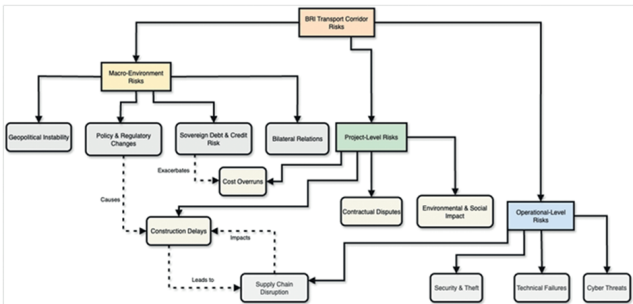 BRI Transport Corridor
Risks
Macro-Environment
Risks
Geopolitical Instability
Policy & Regulatory
Changes
Sovereign Debt & Credit
Risk
Bilateral Relations
Project-Level Risks
Exacerbates
Cost Overruns
Causes
Contractual Disputes
Environmental & Social
Impact
Operational-Level
Risks
Construction Delays
Impacts
Leads to
Supply Chain
Disruption
Security & Theft
Technical Failures
Cyber Threats